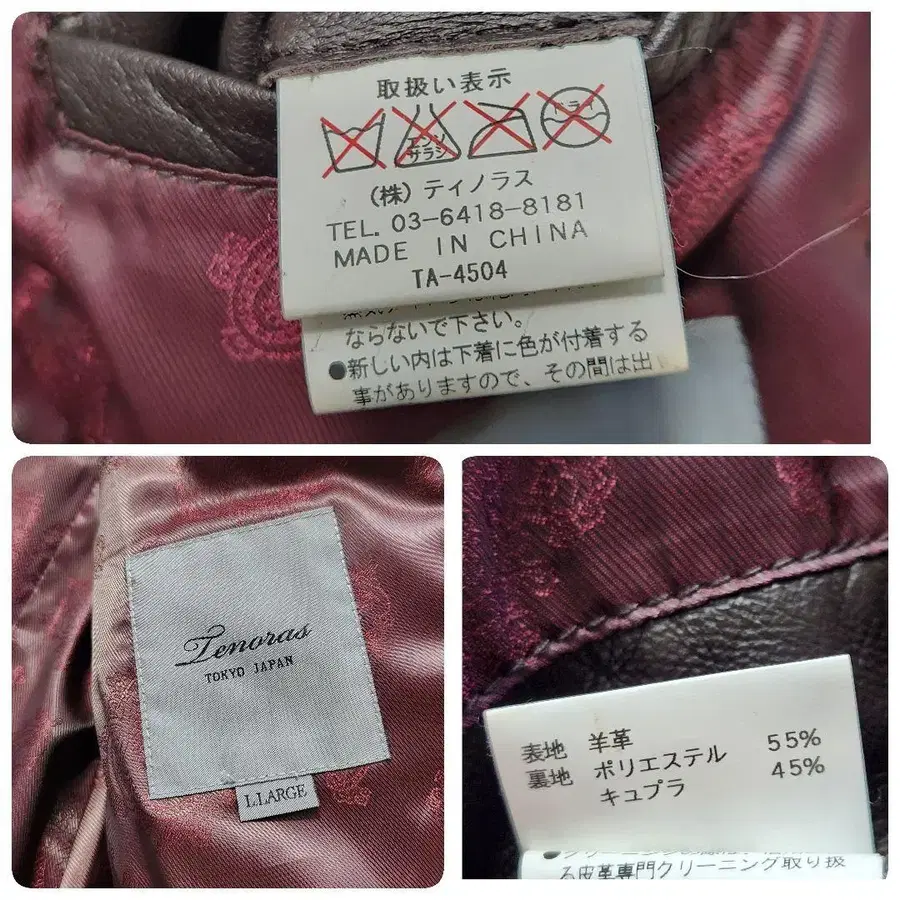 取扱い表示
エンソ
サラシ
ドライ
(株)ティノラス
TEL. 03-6418-8181
MADE IN CHINA
TA-4504
ならないで下さい。
●新しい内は下着に色が付着する
事がありますので、その間は出
Tenoras
TOKYO JAPAN
LLARGE
表地 羊革
裏地 ポリエステル 55%
キュプラ 45%
る皮革専門クリーニング取り扱